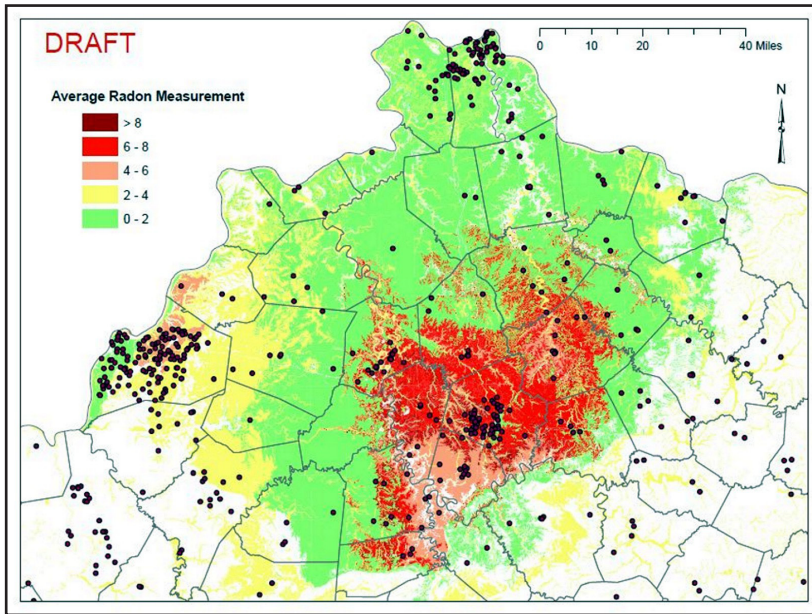 DRAFT
0 10 20 40 Miles
Average Radon Measurement
> 8
6 - 8
4 - 6
2 - 4
0 - 2
N